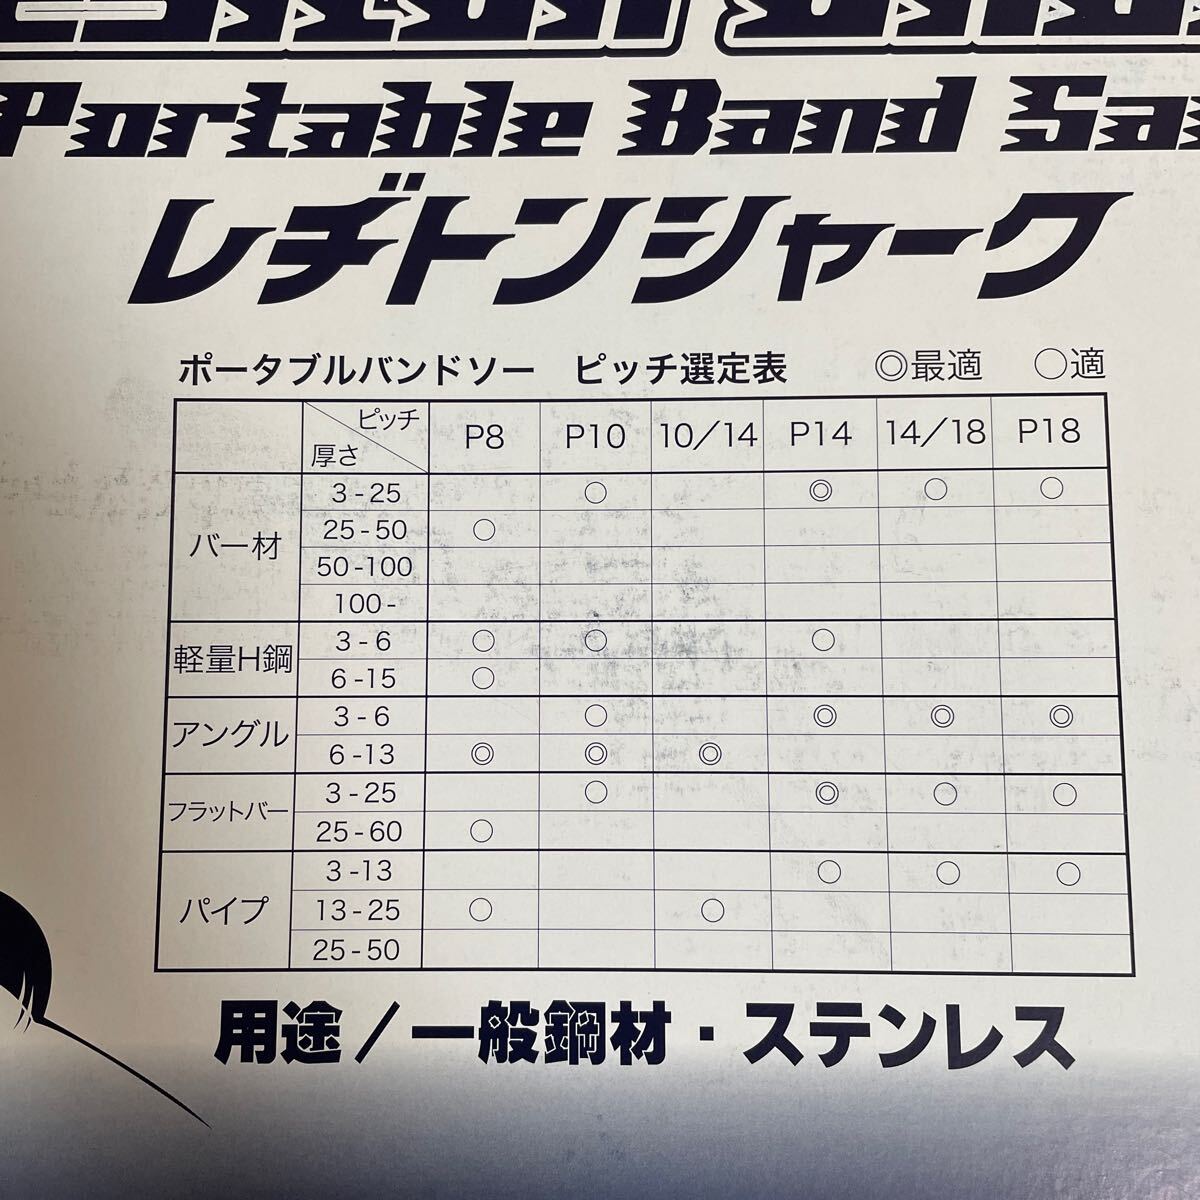 Portable Band
レヂトンシャーク
ポータブルバンドソー ピッチ選定表 ◎最適 ○適
ピッチ 厚さ P8 P10 10/14 P14 14/18 P18
バー材
3-25 ○ ◎ ○ ○
25-50 ○
50-100
100-
軽量H鋼
3-6 ○ ○ ○
6-15 ○
アングル
3-6 ○ ◎ ◎ ◎
6-13 ◎ ◎ ◎
フラットバー
3-25 ○ ◎ ○ ○
25-60 ○
パイプ
3-13 ○ ○ ○
13-25 ○ ○
25-50
用途/一般鋼材・ステンレス